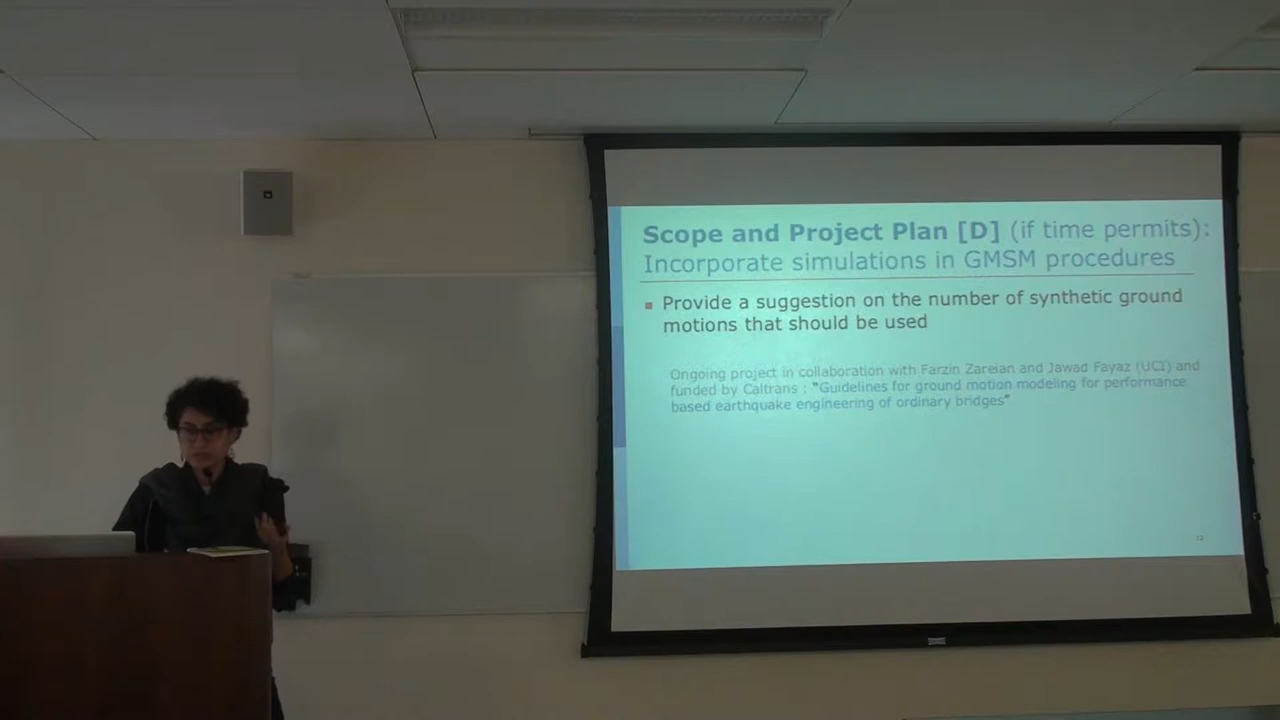 Scope and Project Plan [D] (if time permits):
Incorporate simulations in GMSM procedures
Provide a suggestion on the number of synthetic ground
motions that should be used
Ongoing project in collaboration with Farzin Zareian and Jawad Fayaz (UCI) and
funded by Caltrans : "Guidelines for ground motion modeling for performance
based earthquake engineering of ordinary bridges"
12